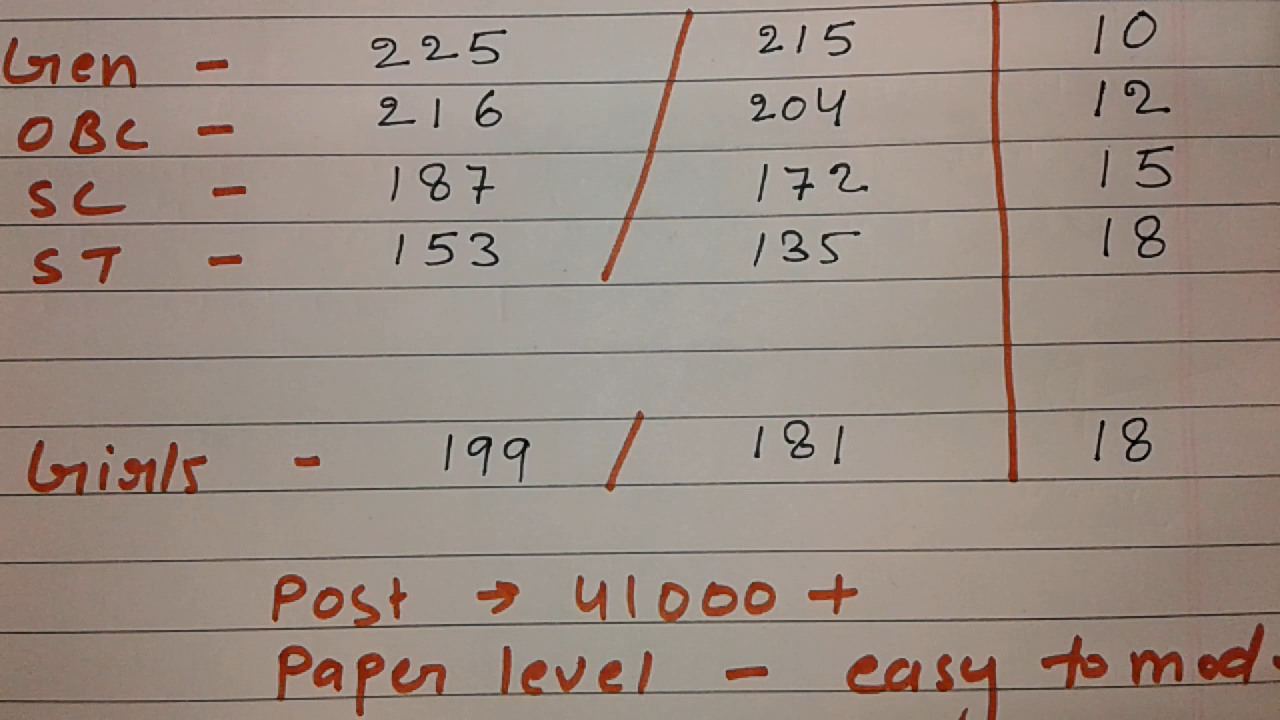 Gen - 225 / 215 10
OBC - 216 204 12
SC - 187 172 15
ST - 153 135 18
Girls - 199 / 181 18
Post → 41000 +
Paper level - easy to mod.